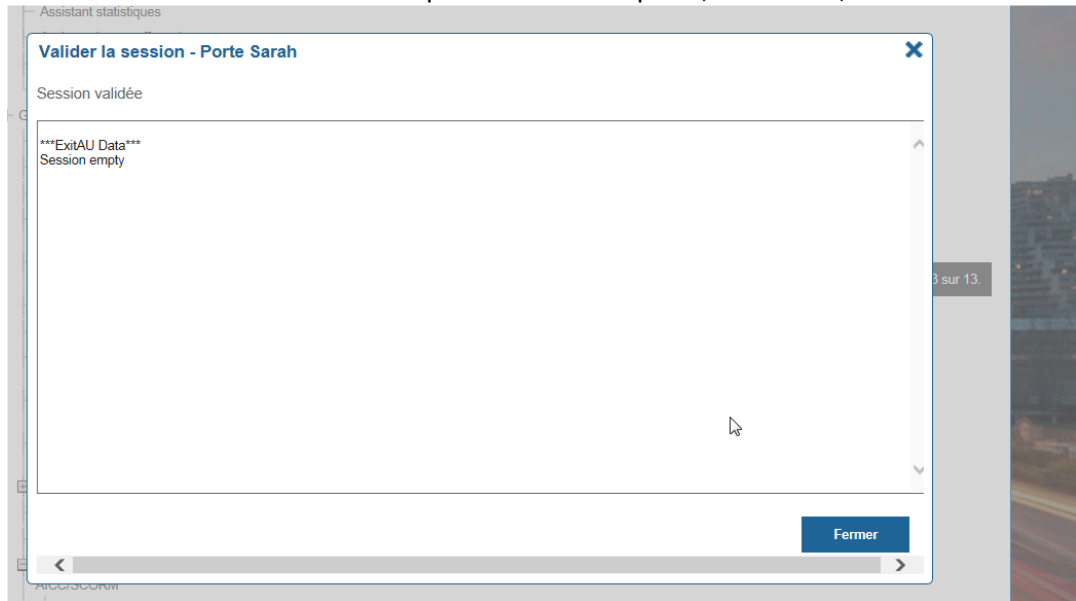 Assistant statistiques
Valider la session - Porte Sarah
Session validée
G
***ExitAU Data***
Session empty
3 sur 13.
Fermer
AICC/SCORM